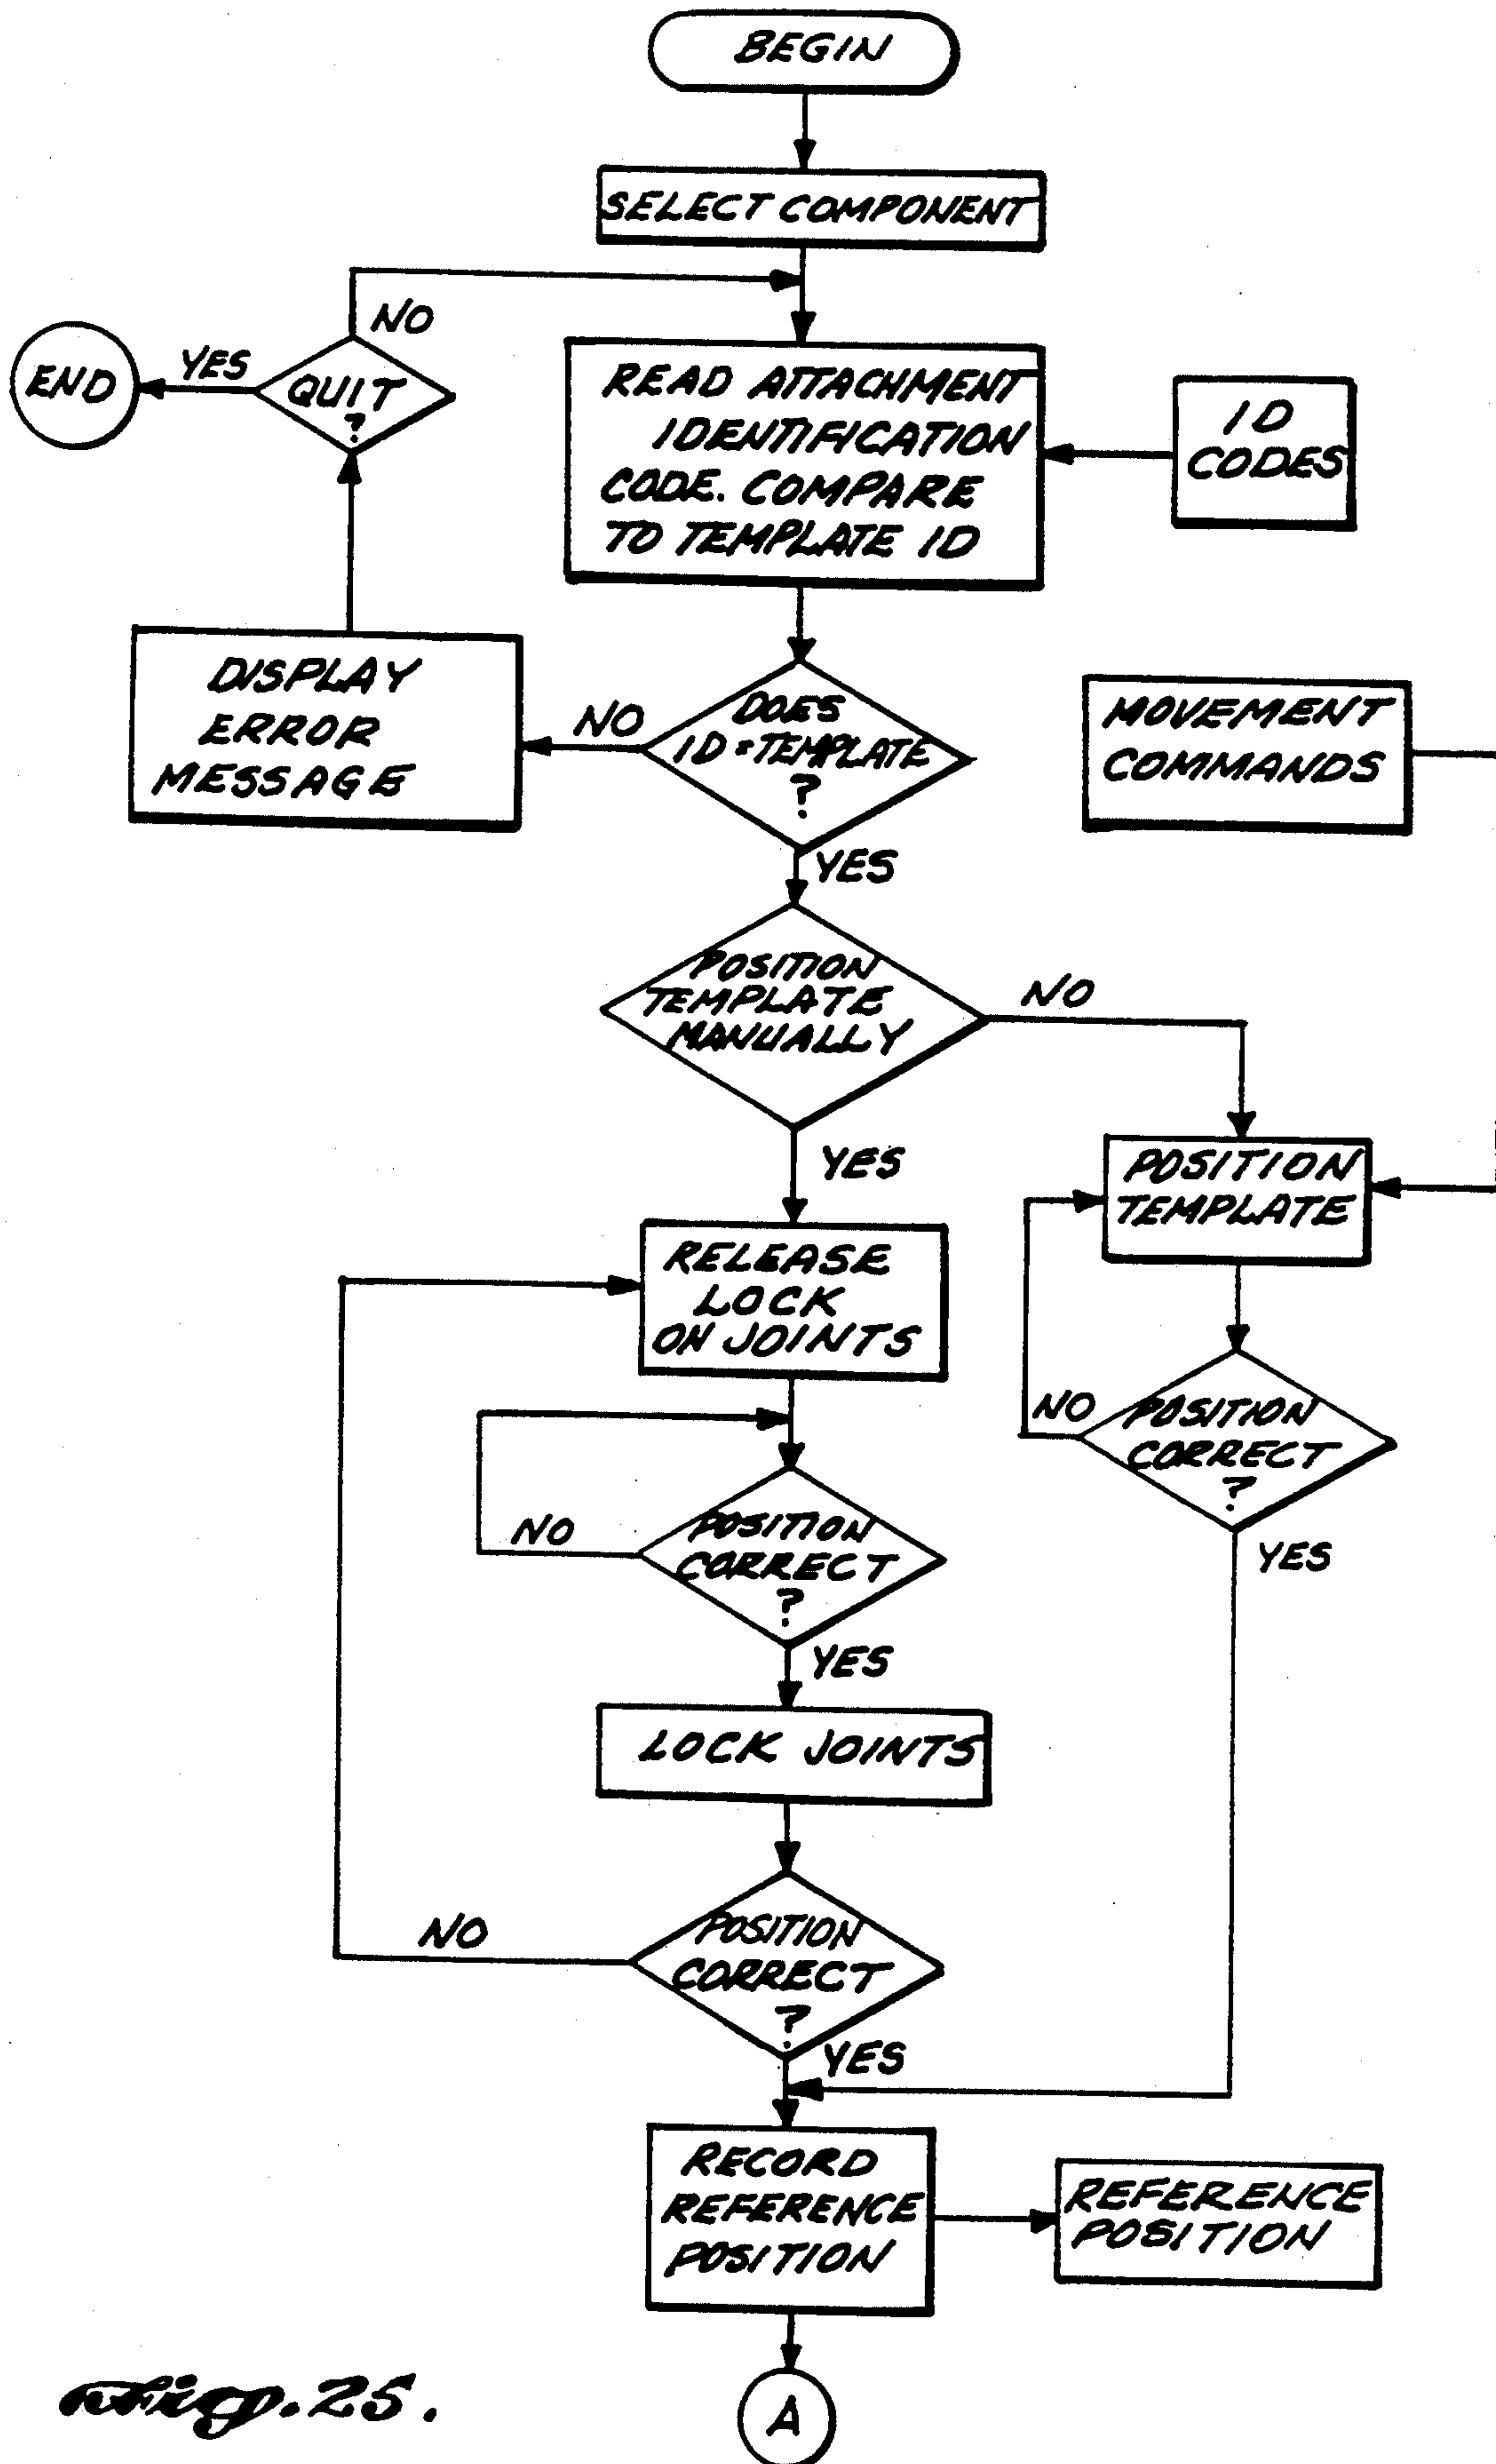 BEGIN
SELECT COMPONENT
NO
YES
END
QUIT
?
READ ATTACHMENT
IDENTIFICATION
CODE. COMPARE
TO TEMPLATE ID
ID
CODES
DISPLAY
ERROR
MESSAGE
NO
DOES
ID = TEMPLATE
?
MOVEMENT
COMMANDS
YES
POSITION
TEMPLATE
MANUALLY
NO
YES
POSITION
TEMPLATE
RELEASE
LOCK
ON JOINTS
NO
POSITION
CORRECT
?
NO
POSITION
CORRECT
?
YES
YES
LOCK JOINTS
NO
POSITION
CORRECT
?
YES
RECORD
REFERENCE
POSITION
REFERENCE
POSITION
A
Fig. 25.